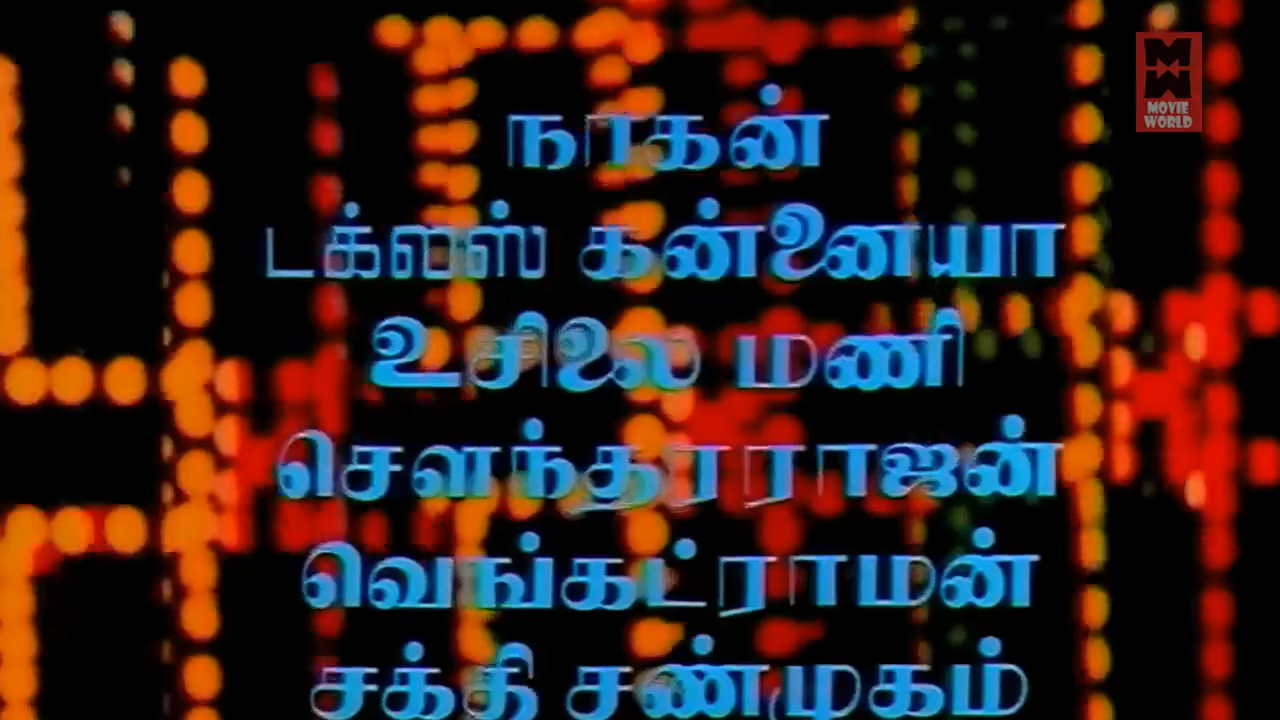 MOVIE
WORLD
நாகன்
டக்ளஸ் கன்னையா
உசிலை மணி
சௌந்தரராஜன்
வெங்கட்ராமன்
சக்தி சண்முகம்